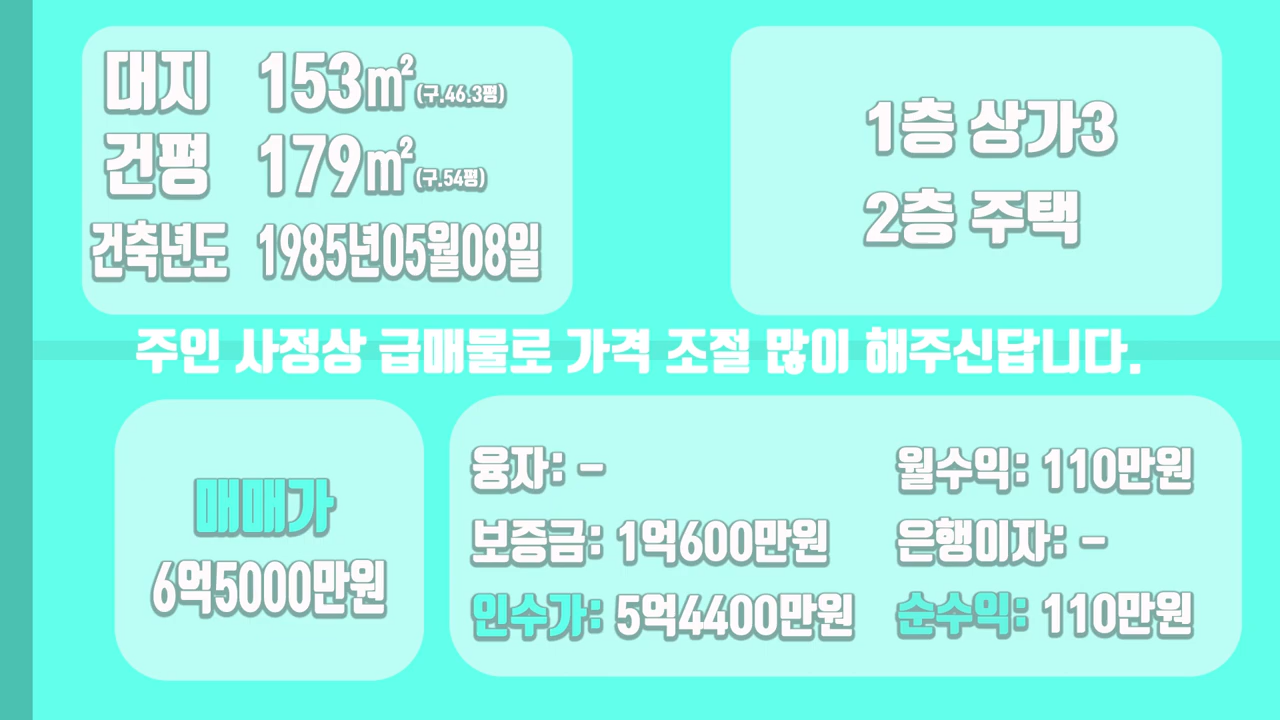 대지 153㎡(구.46.3평)
건평 179㎡(구.54평)
건축년도 1985년05월08일
1층 상가3
2층 주택
주인 사정상 급매물로 가격 조절 많이 해주신답니다.
매매가
6억5000만원
융자: -
보증금: 1억600만원
인수가: 5억4400만원
월수익: 110만원
은행이자: -
순수익: 110만원